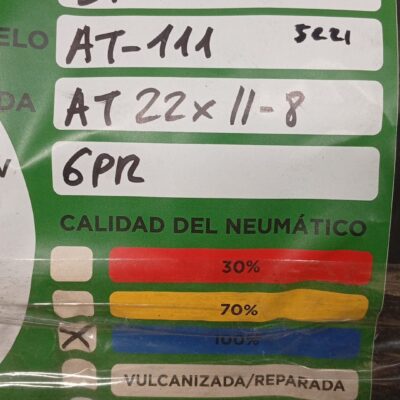 ELO AT-111 5221
DA AT 22x11-8
6PR
CALIDAD DEL NEUMÁTICO
30%
70%
X 100%
VULCANIZADA/REPARADA